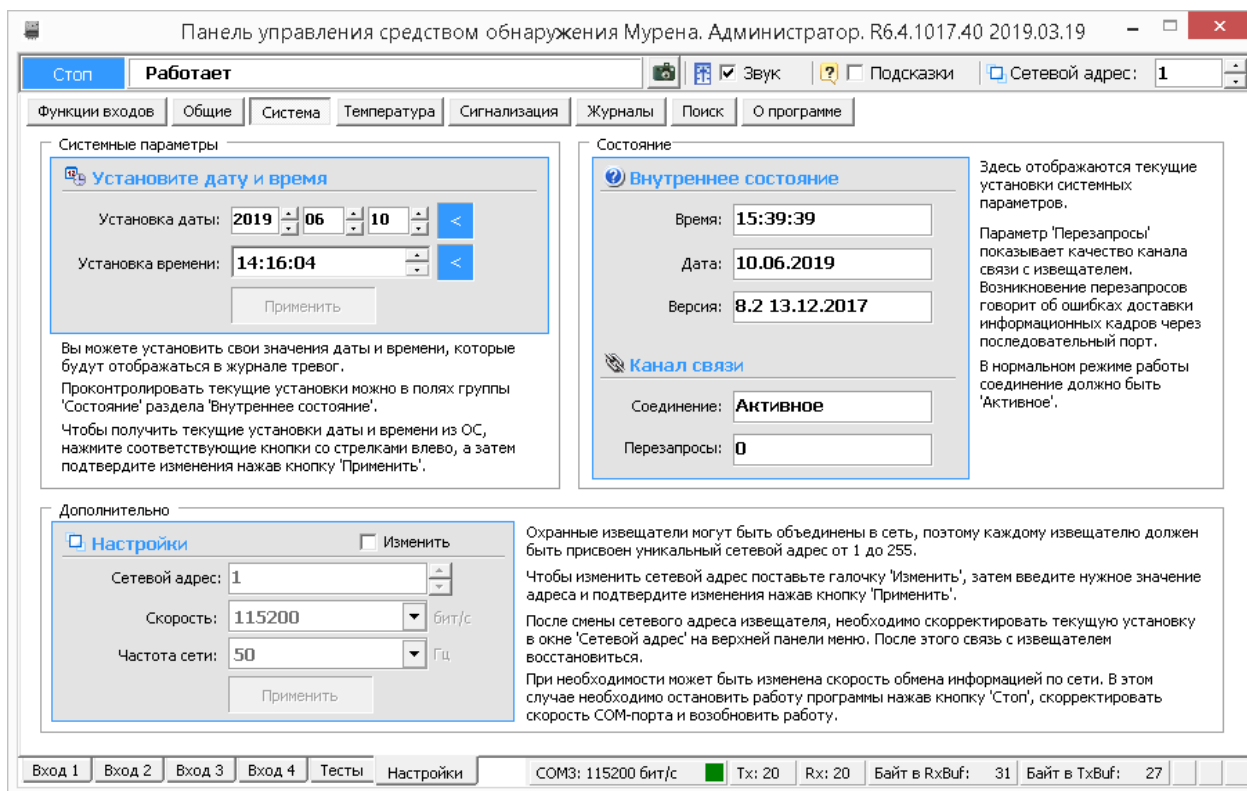 Панель управления средством обнаружения Мурена. Администратор. R6.4.1017.40 2019.03.19
Стоп
Работает
Звук
Подсказки
Сетевой адрес:
1
Функции входов
Общие
Система
Температура
Сигнализация
Журналы
Поиск
О программе
Системные параметры
Установите дату и время
Установка даты: 2019 06 10 <
Установка времени: 14:16:04 <
Применить
Вы можете установить свои значения даты и времени, которые
будут отображаться в журнале тревог.
Проконтролировать текущие установки можно в полях группы
'Состояние' раздела 'Внутреннее состояние'.
Чтобы получить текущие установки даты и времени из ОС,
нажмите соответствующие кнопки со стрелками влево, а затем
подтвердите изменения нажав кнопку 'Применить'.
Состояние
Внутреннее состояние
Время: 15:39:39
Дата: 10.06.2019
Версия: 8.2 13.12.2017
Канал связи
Соединение: Активное
Перезапросы: 0
Здесь отображаются текущие
установки системных
параметров.
Параметр 'Перезапросы'
показывает качество канала
связи с извещателем.
Возникновение перезапросов
говорит об ошибках доставки
информационных кадров через
последовательный порт.
В нормальном режиме работы
соединение должно быть
'Активное'.
Дополнительно
Настройки
Изменить
Сетевой адрес: 1
Скорость: 115200 бит/с
Частота сети: 50 Гц
Применить
Охранные извещатели могут быть объединены в сеть, поэтому каждому извещателю должен
быть присвоен уникальный сетевой адрес от 1 до 255.
Чтобы изменить сетевой адрес поставьте галочку 'Изменить', затем введите нужное значение
адреса и подтвердите изменения нажав кнопку 'Применить'.
После смены сетевого адреса извещателя, необходимо скорректировать текущую установку
в окне 'Сетевой адрес' на верхней панели меню. После этого связь с извещателем
восстановиться.
При необходимости может быть изменена скорость обмена информацией по сети. В этом
случае необходимо остановить работу программы нажав кнопку 'Стоп', скорректировать
скорость COM-порта и возобновить работу.
Вход 1
Вход 2
Вход 3
Вход 4
Тесты
Настройки
COM3: 115200 бит/с
Tx: 20
Rx: 20
Байт в RxBuf: 31
Байт в TxBuf: 27